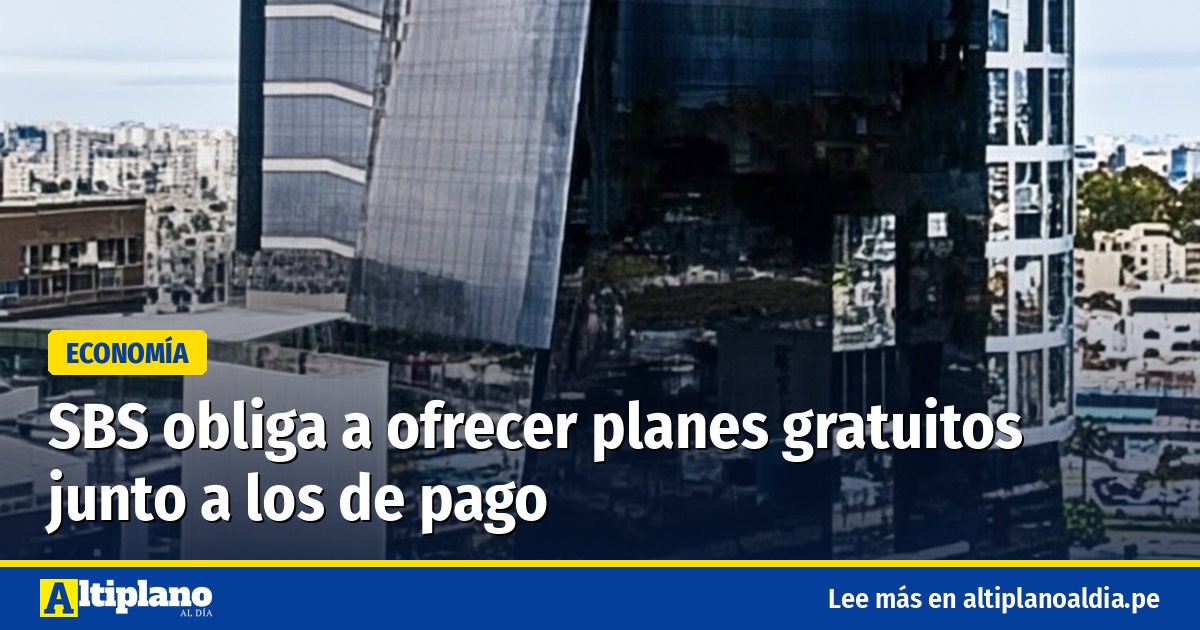 ECONOMÍA
SBS obliga a ofrecer planes gratuitos
junto a los de pago
Altiplano
AL DÍA
Lee más en altiplanoaldia.pe